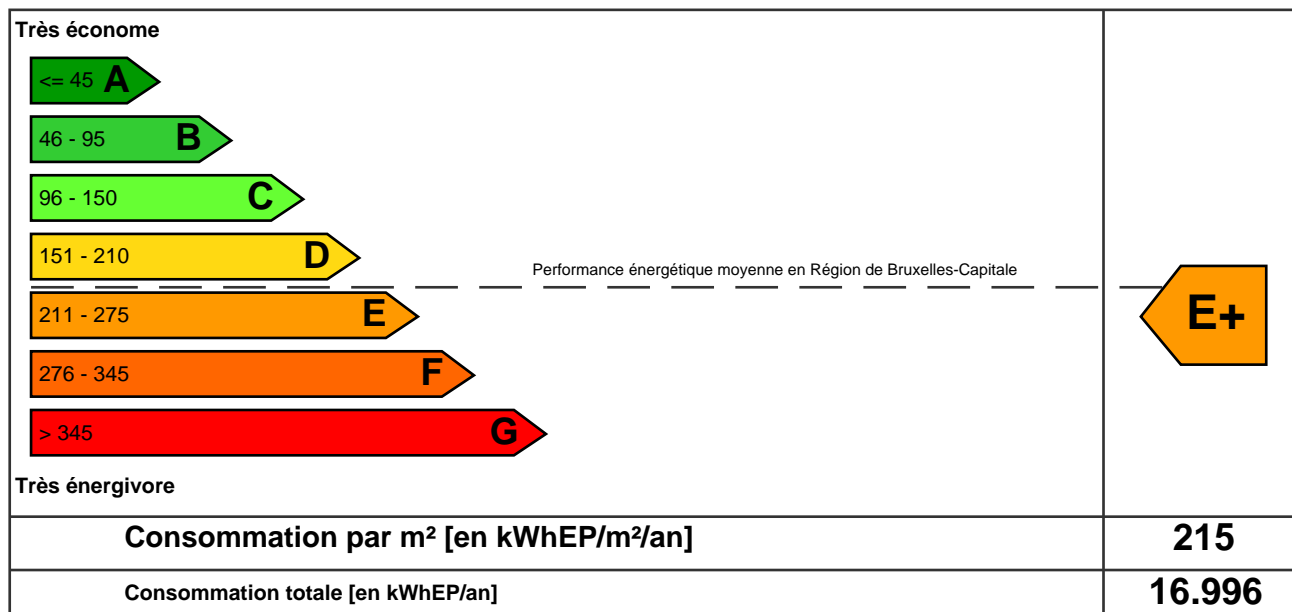 Très économe
<= 45 A
46 - 95 B
96 - 150 C
151 - 210 D
Performance énergétique moyenne en Région de Bruxelles-Capitale
211 - 275 E
E+
276 - 345 F
> 345 G
Très énergivore
Consommation par m² [en kWhEP/m²/an] 215
Consommation totale [en kWhEP/an] 16.996